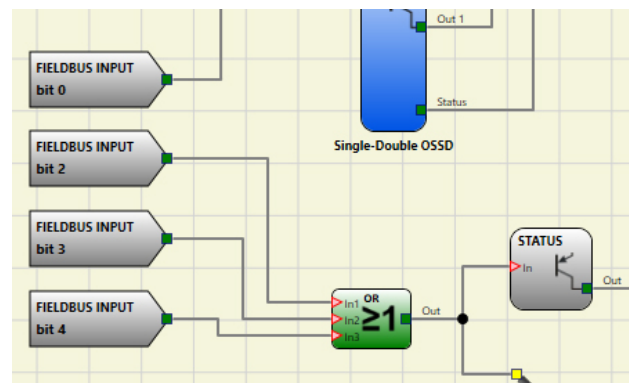 Out 1
FIELDBUS INPUT
bit 0
Status
Single-Double OSSD
FIELDBUS INPUT
bit 2
FIELDBUS INPUT
bit 3
STATUS
In
Out
FIELDBUS INPUT
bit 4
OR
In1
In2
In3
≥1
Out